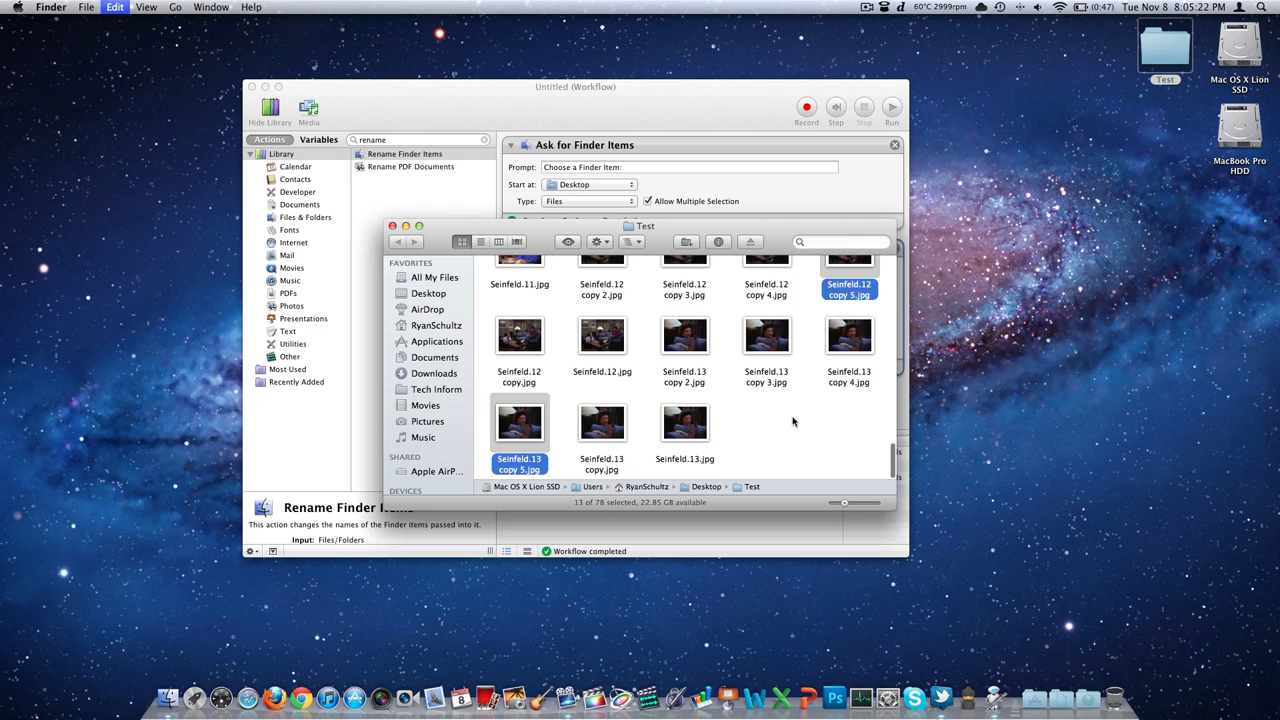 Finder File Edit View Go Window Help
60°C 2999rpm (0:47) Tue Nov 8 8:05:22 PM
Test
Mac OS X Lion
SSD
MacBook Pro
HDD
Untitled (Workflow)
Hide Library Media
Record Step Stop Run
Actions Variables rename
Library
Calendar
Contacts
Developer
Documents
Files & Folders
Fonts
Internet
Mail
Movies
Music
PDFs
Photos
Presentations
Text
Utilities
Other
Most Used
Recently Added
Rename Finder Items
Rename PDF Documents
Ask for Finder Items
Prompt: Choose a Finder Item:
Start at: Desktop
Type: Files Allow Multiple Selection
Test
FAVORITES
All My Files
Desktop
AirDrop
RyanSchultz
Applications
Documents
Downloads
Tech Inform
Movies
Pictures
Music
SHARED
Apple AirP...
DEVICES
Seinfeld.11.jpg
Seinfeld.12
copy 2.jpg
Seinfeld.12
copy 3.jpg
Seinfeld.12
copy 4.jpg
Seinfeld.12
copy 5.jpg
Seinfeld.12
copy.jpg
Seinfeld.12.jpg
Seinfeld.13
copy 2.jpg
Seinfeld.13
copy 3.jpg
Seinfeld.13
copy 4.jpg
Seinfeld.13
copy 5.jpg
Seinfeld.13
copy.jpg
Seinfeld.13.jpg
Mac OS X Lion SSD Users RyanSchultz Desktop Test
13 of 78 selected, 22.85 GB available
Rename Finder
This action changes the names of the Finder items passed into it.
Input: Files/Folders
Workflow completed